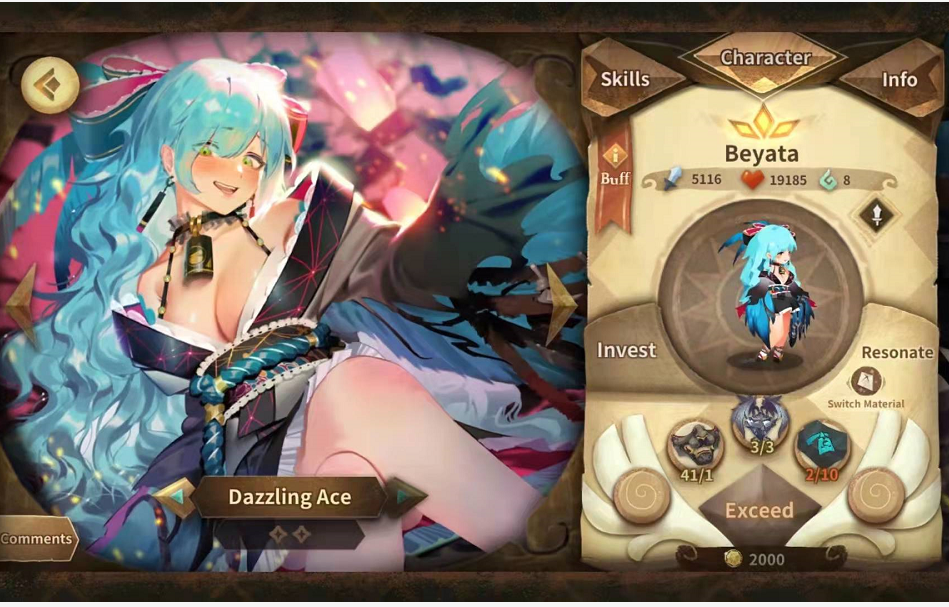 Skills
Character
Info
Buff
Beyata
5116
19185
8
Invest
Resonate
Switch Material
41/1
3/3
2/10
Exceed
2000
Dazzling Ace
Comments